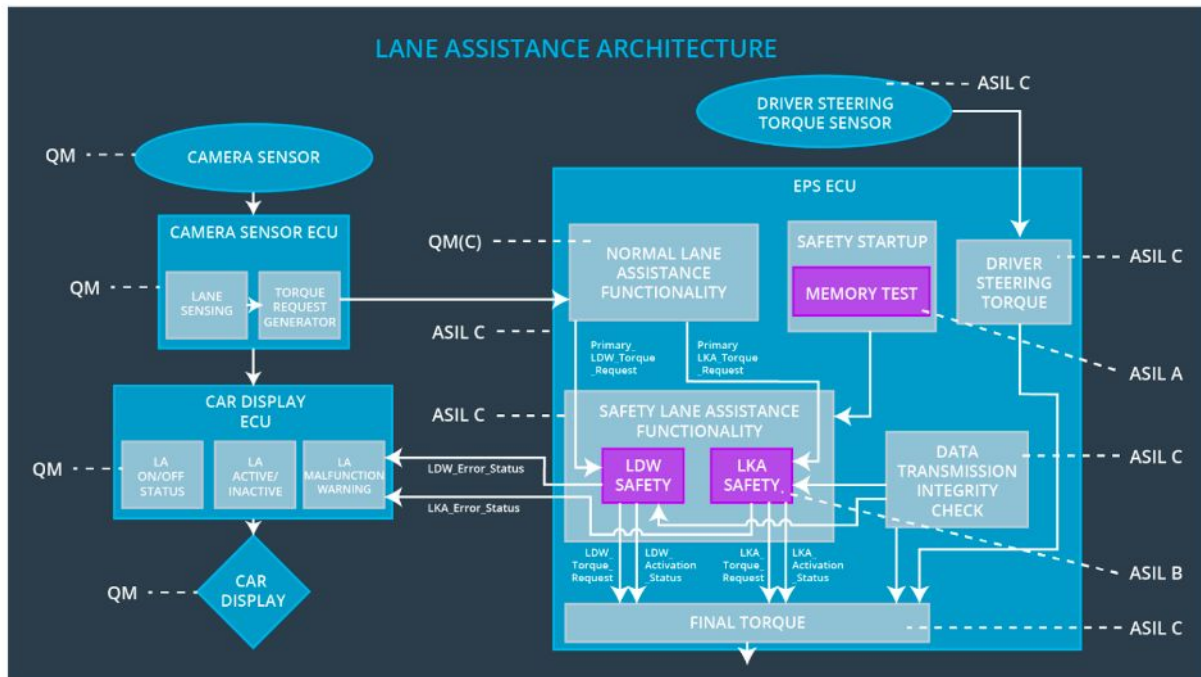 LANE ASSISTANCE ARCHITECTURE
ASIL C
DRIVER STEERING
TORQUE SENSOR
QM
CAMERA SENSOR
EPS ECU
CAMERA SENSOR ECU
QM
LANE
SENSING
TORQUE
REQUEST
GENERATOR
QM(C)
NORMAL LANE
ASSISTANCE
FUNCTIONALITY
SAFETY STARTUP
MEMORY TEST
DRIVER
STEERING
TORQUE
ASIL C
ASIL C
Primary_
LDW_Torque
_Request
Primary
LKA_Torque
_Request
ASIL A
CAR DISPLAY
ECU
QM
LA
ON/OFF
STATUS
LA
ACTIVE/
INACTIVE
LA
MALFUNCTION
WARNING
ASIL C
SAFETY LANE ASSISTANCE
FUNCTIONALITY
LDW
SAFETY
LKA
SAFETY
DATA
TRANSMISSION
INTEGRITY
CHECK
ASIL C
LDW_Error_Status
LKA_Error_Status
LDW_
Torque_
Request
LDW_
Activation
_Status
LKA_
Torque_
Request
LKA_
Activation
_Status
ASIL B
QM
CAR
DISPLAY
FINAL TORQUE
ASIL C